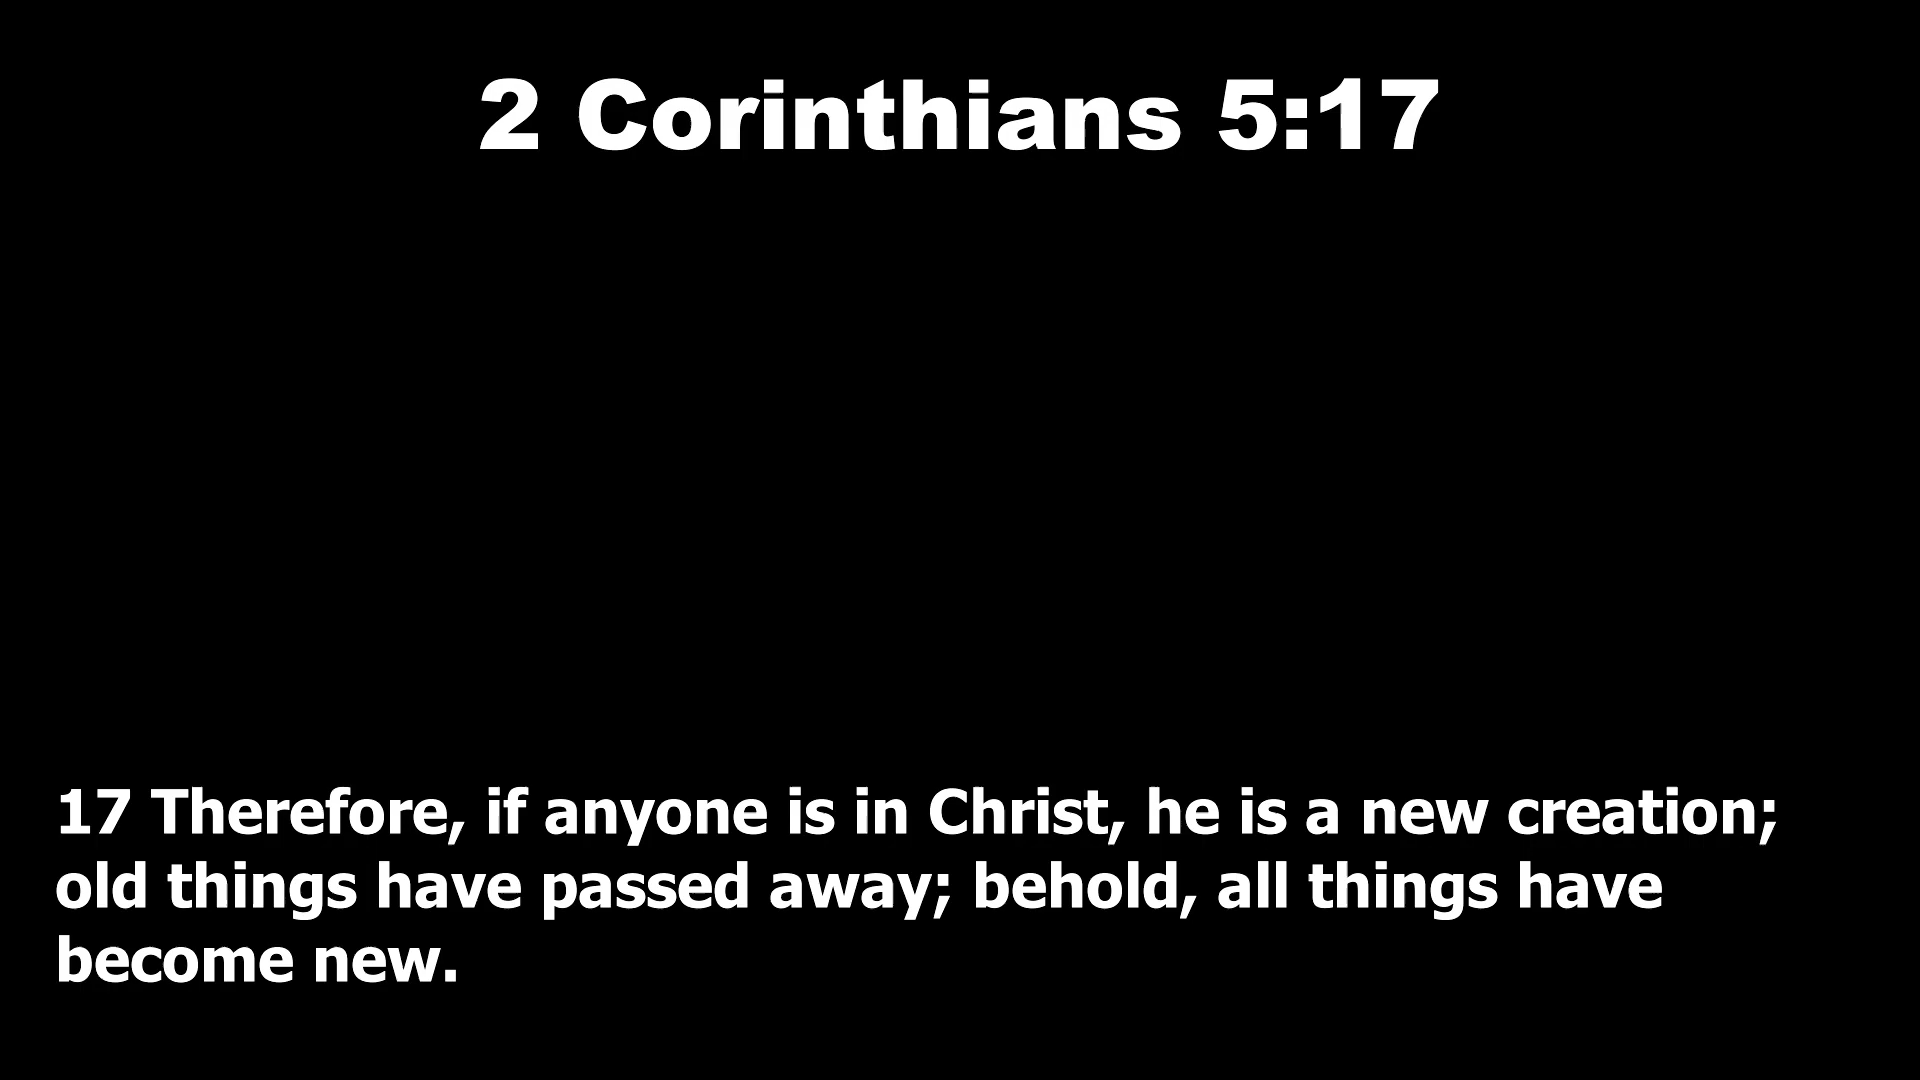 2 Corinthians 5:17
17 Therefore, if anyone is in Christ, he is a new creation;
old things have passed away; behold, all things have
become new.